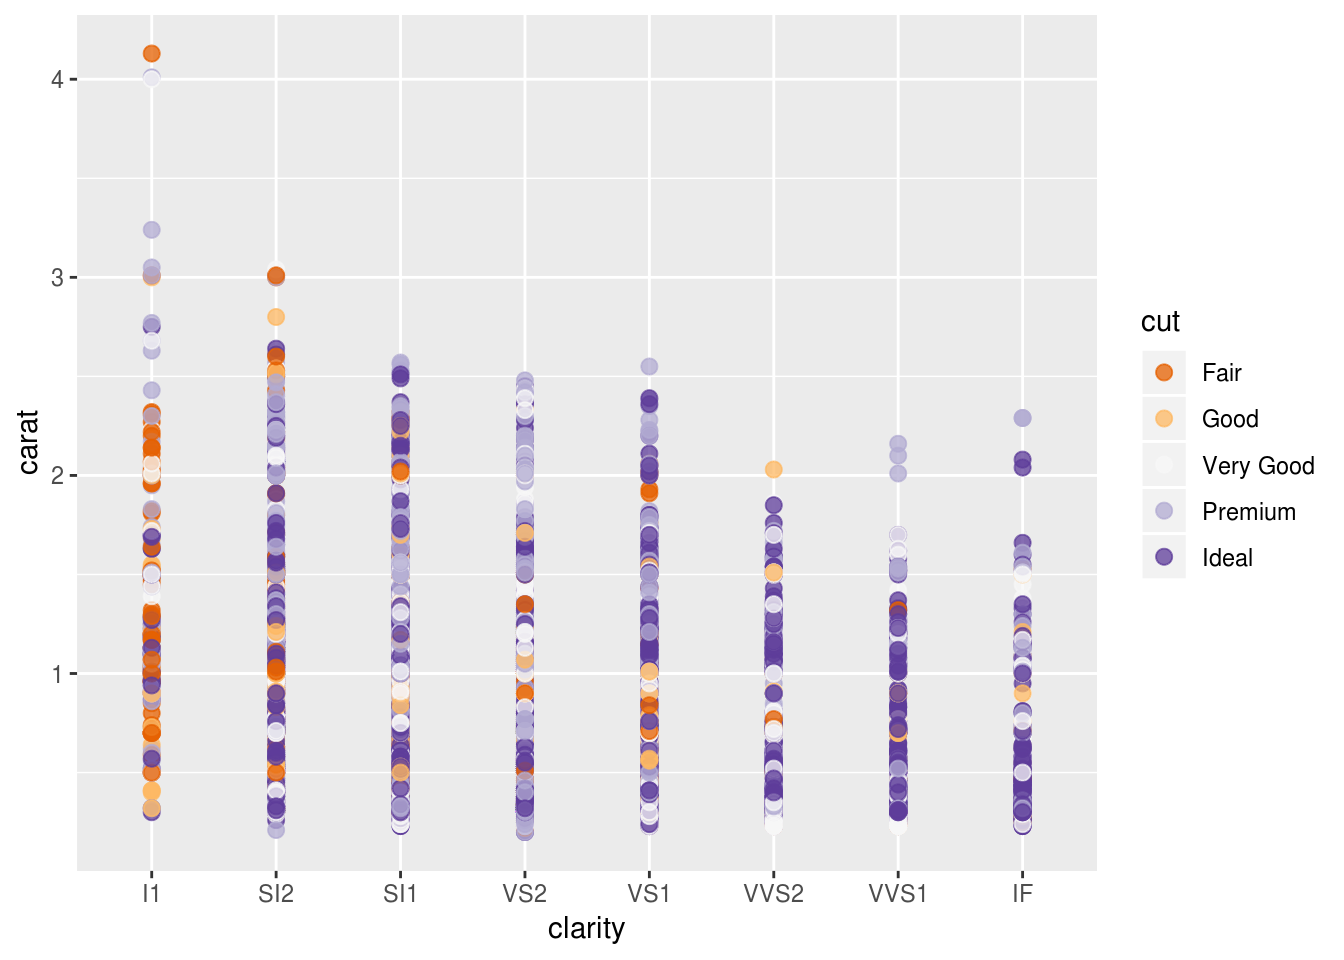 4
3
2
1
carat
I1 SI2 SI1 VS2 VS1 VVS2 VVS1 IF
clarity
cut
Fair
Good
Very Good
Premium
Ideal